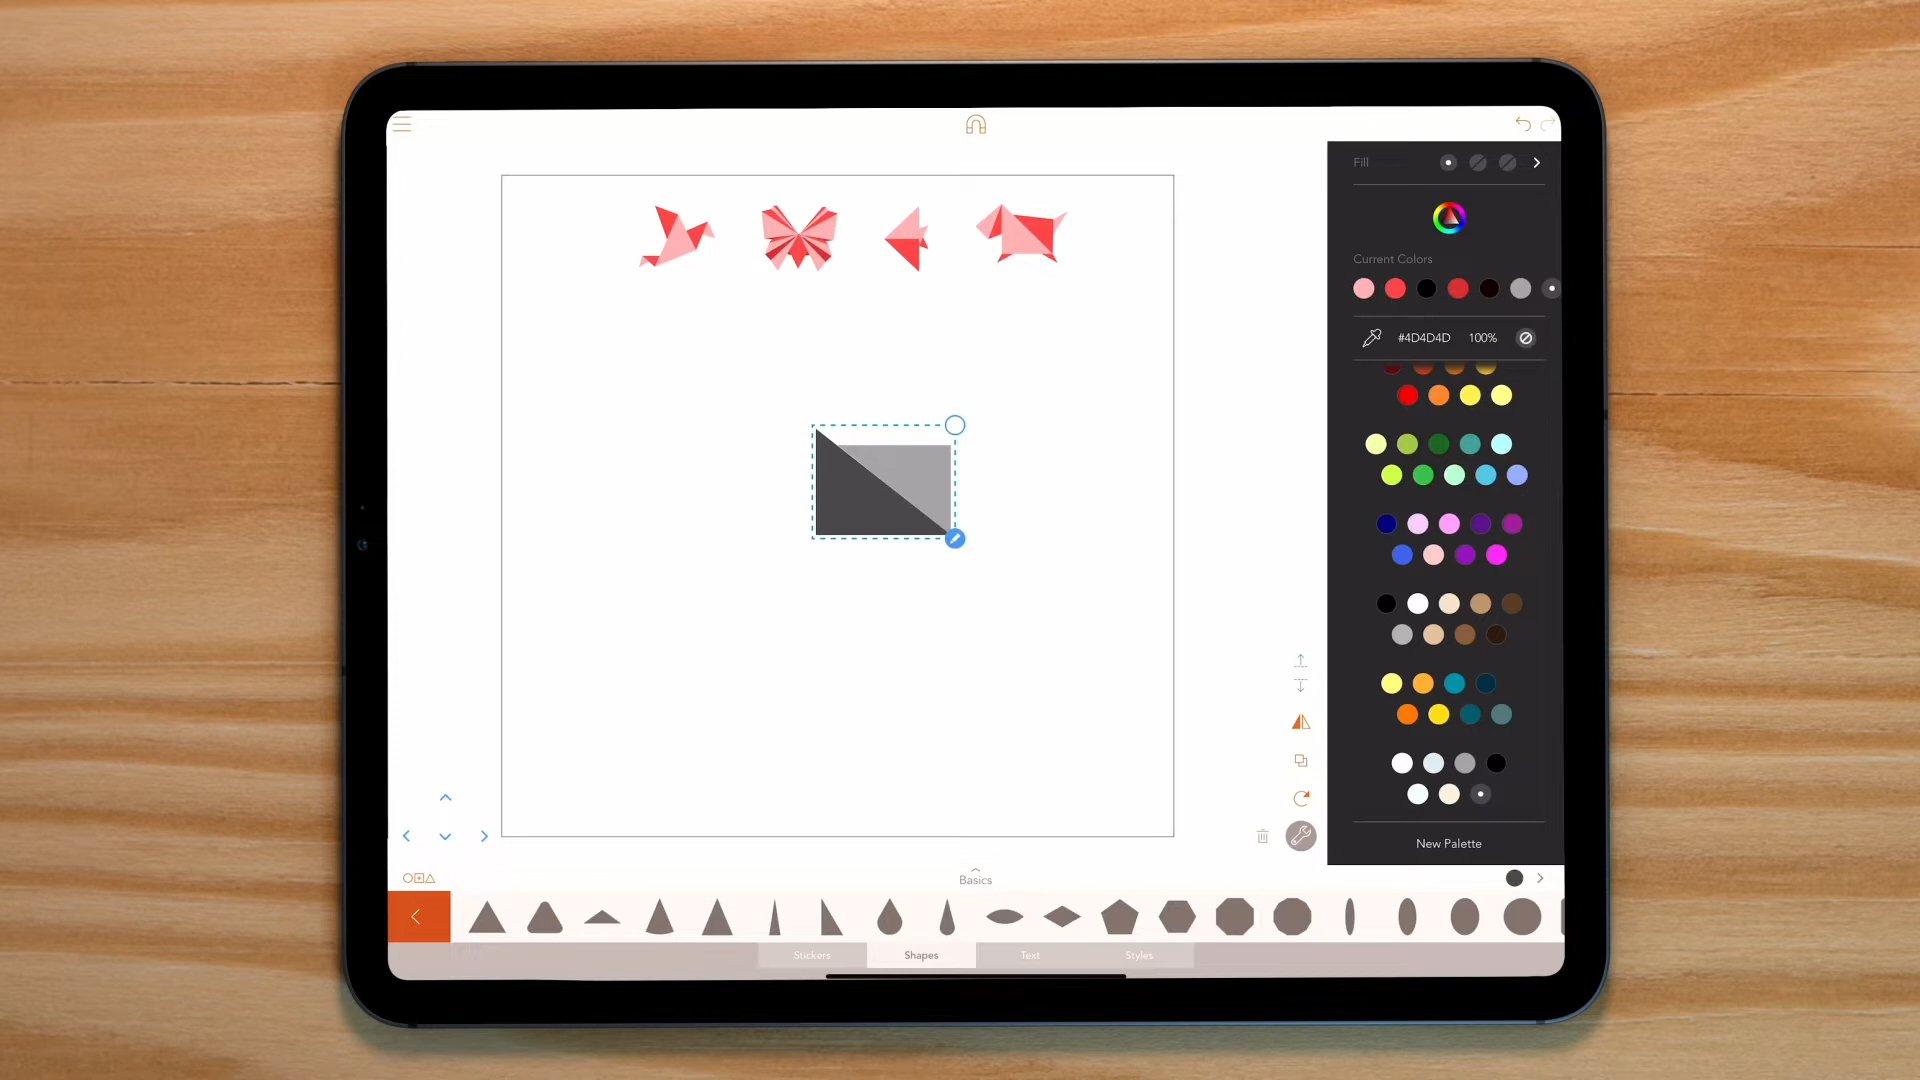 Fill
Current Colors
#4D4D4D 100%
New Palette
Basics
Stickers Shapes Text Styles